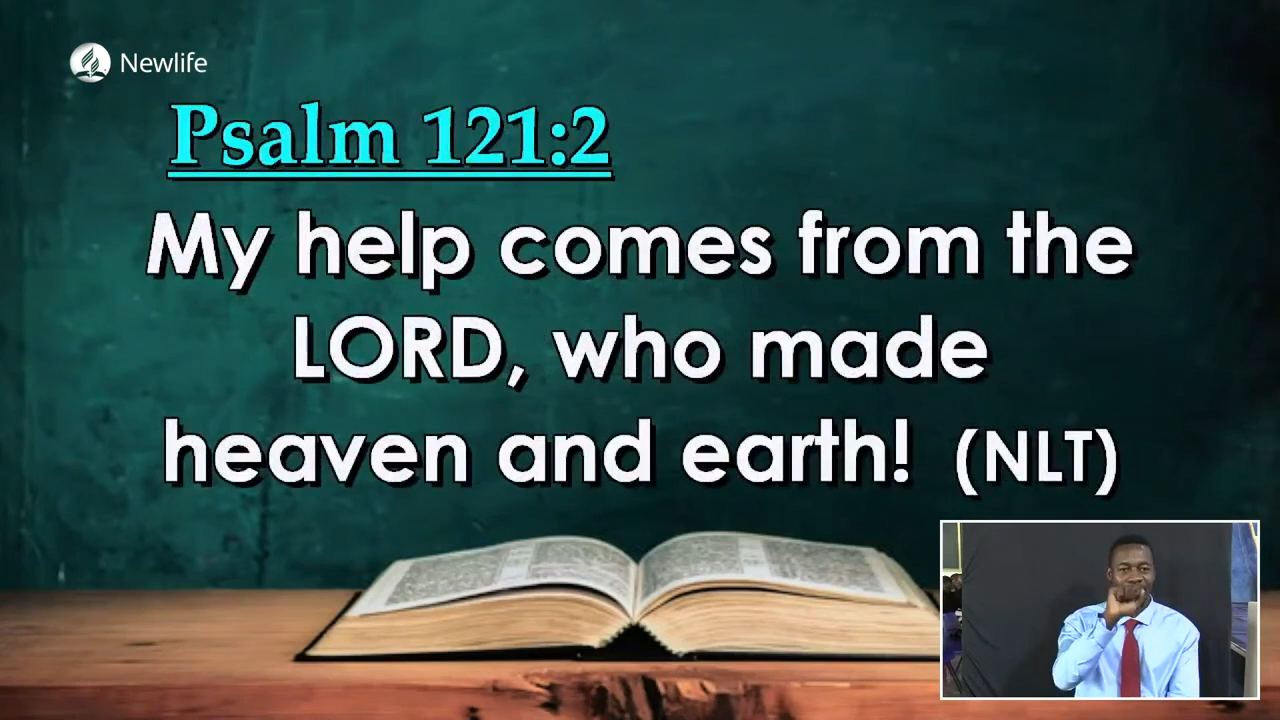 Newlife
Psalm 121:2
My help comes from the
LORD, who made
heaven and earth! (NLT)